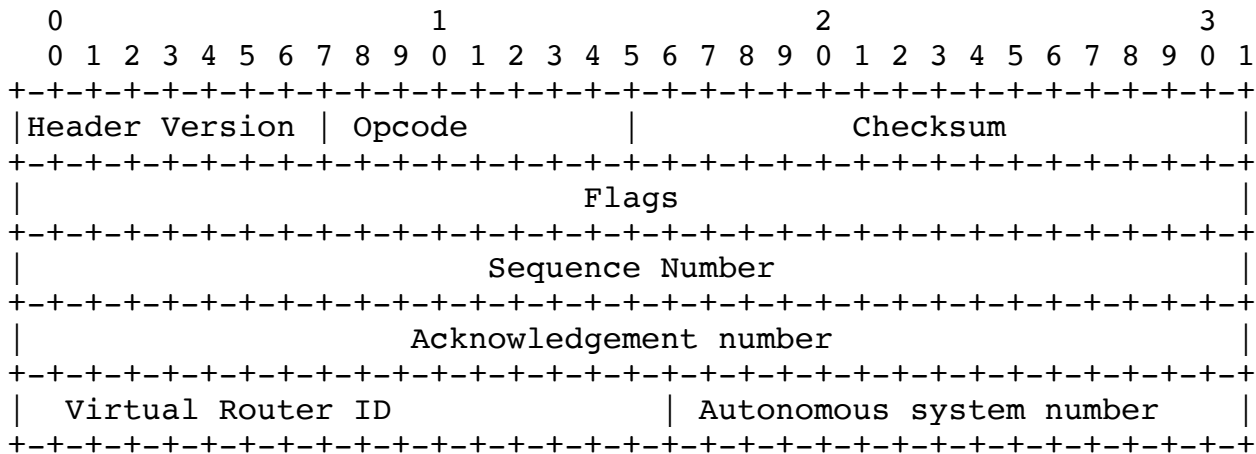 0                   1                   2                   3
 0 1 2 3 4 5 6 7 8 9 0 1 2 3 4 5 6 7 8 9 0 1 2 3 4 5 6 7 8 9 0 1
+-+-+-+-+-+-+-+-+-+-+-+-+-+-+-+-+-+-+-+-+-+-+-+-+-+-+-+-+-+-+-+-+
|Header Version | Opcode        |           Checksum            |
+-+-+-+-+-+-+-+-+-+-+-+-+-+-+-+-+-+-+-+-+-+-+-+-+-+-+-+-+-+-+-+-+
|                             Flags                             |
+-+-+-+-+-+-+-+-+-+-+-+-+-+-+-+-+-+-+-+-+-+-+-+-+-+-+-+-+-+-+-+-+
|                        Sequence Number                        |
+-+-+-+-+-+-+-+-+-+-+-+-+-+-+-+-+-+-+-+-+-+-+-+-+-+-+-+-+-+-+-+-+
|                    Acknowledgement number                     |
+-+-+-+-+-+-+-+-+-+-+-+-+-+-+-+-+-+-+-+-+-+-+-+-+-+-+-+-+-+-+-+-+
|  Virtual Router ID              | Autonomous system number    |
+-+-+-+-+-+-+-+-+-+-+-+-+-+-+-+-+-+-+-+-+-+-+-+-+-+-+-+-+-+-+-+-+